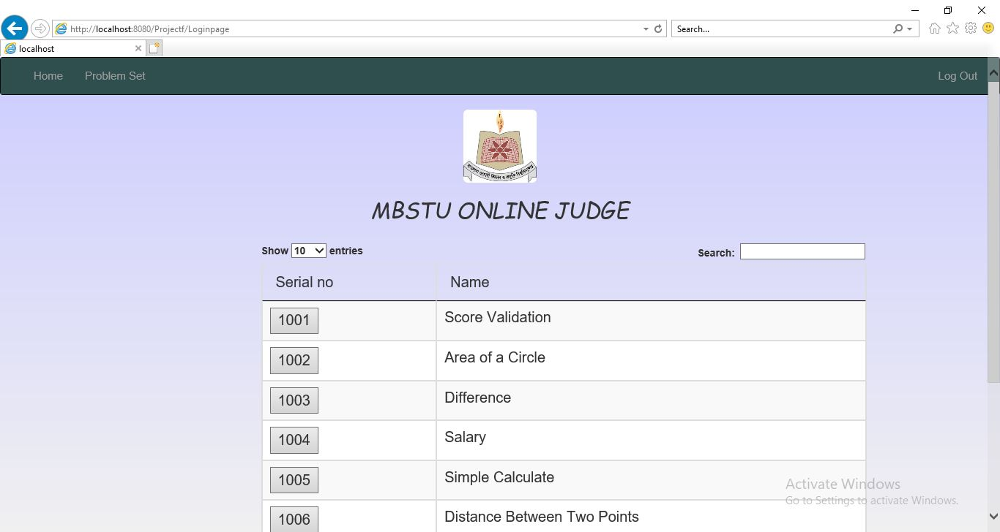 http://localhost:8080/Projectf/Loginpage
Search...
localhost
Home Problem Set Log Out
MBSTU ONLINE JUDGE
Show 10 entries Search:
Serial no Name
1001 Score Validation
1002 Area of a Circle
1003 Difference
1004 Salary
1005 Simple Calculate
1006 Distance Between Two Points
Activate Windows
Go to Settings to activate Windows.